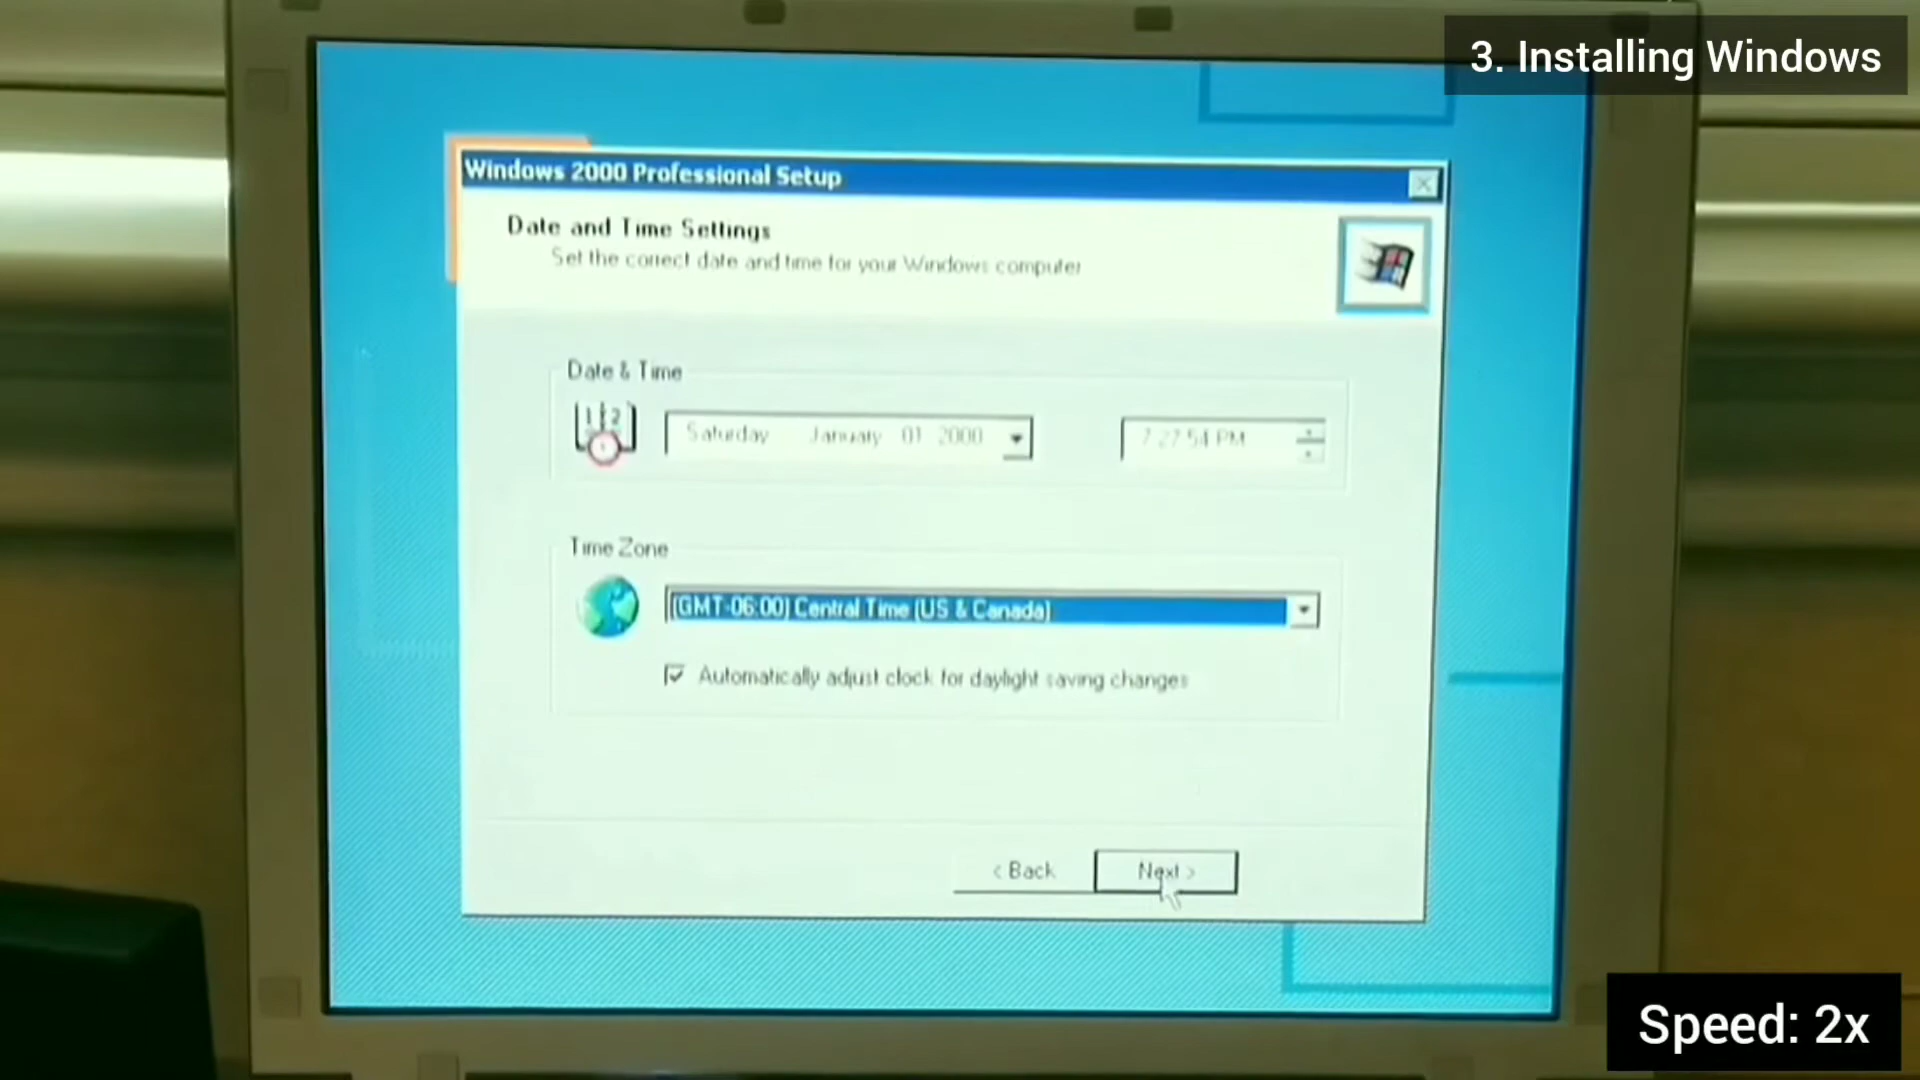 3. Installing Windows
Windows 2000 Professional Setup
Date and Time Settings
Set the correct date and time for your Windows computer
Date & Time
12
Saturday January 01 2000
7 27 54 PM
Time Zone
(GMT-06:00) Central Time (US & Canada)
Automatically adjust clock for daylight saving changes
< Back
Next >
Speed: 2x